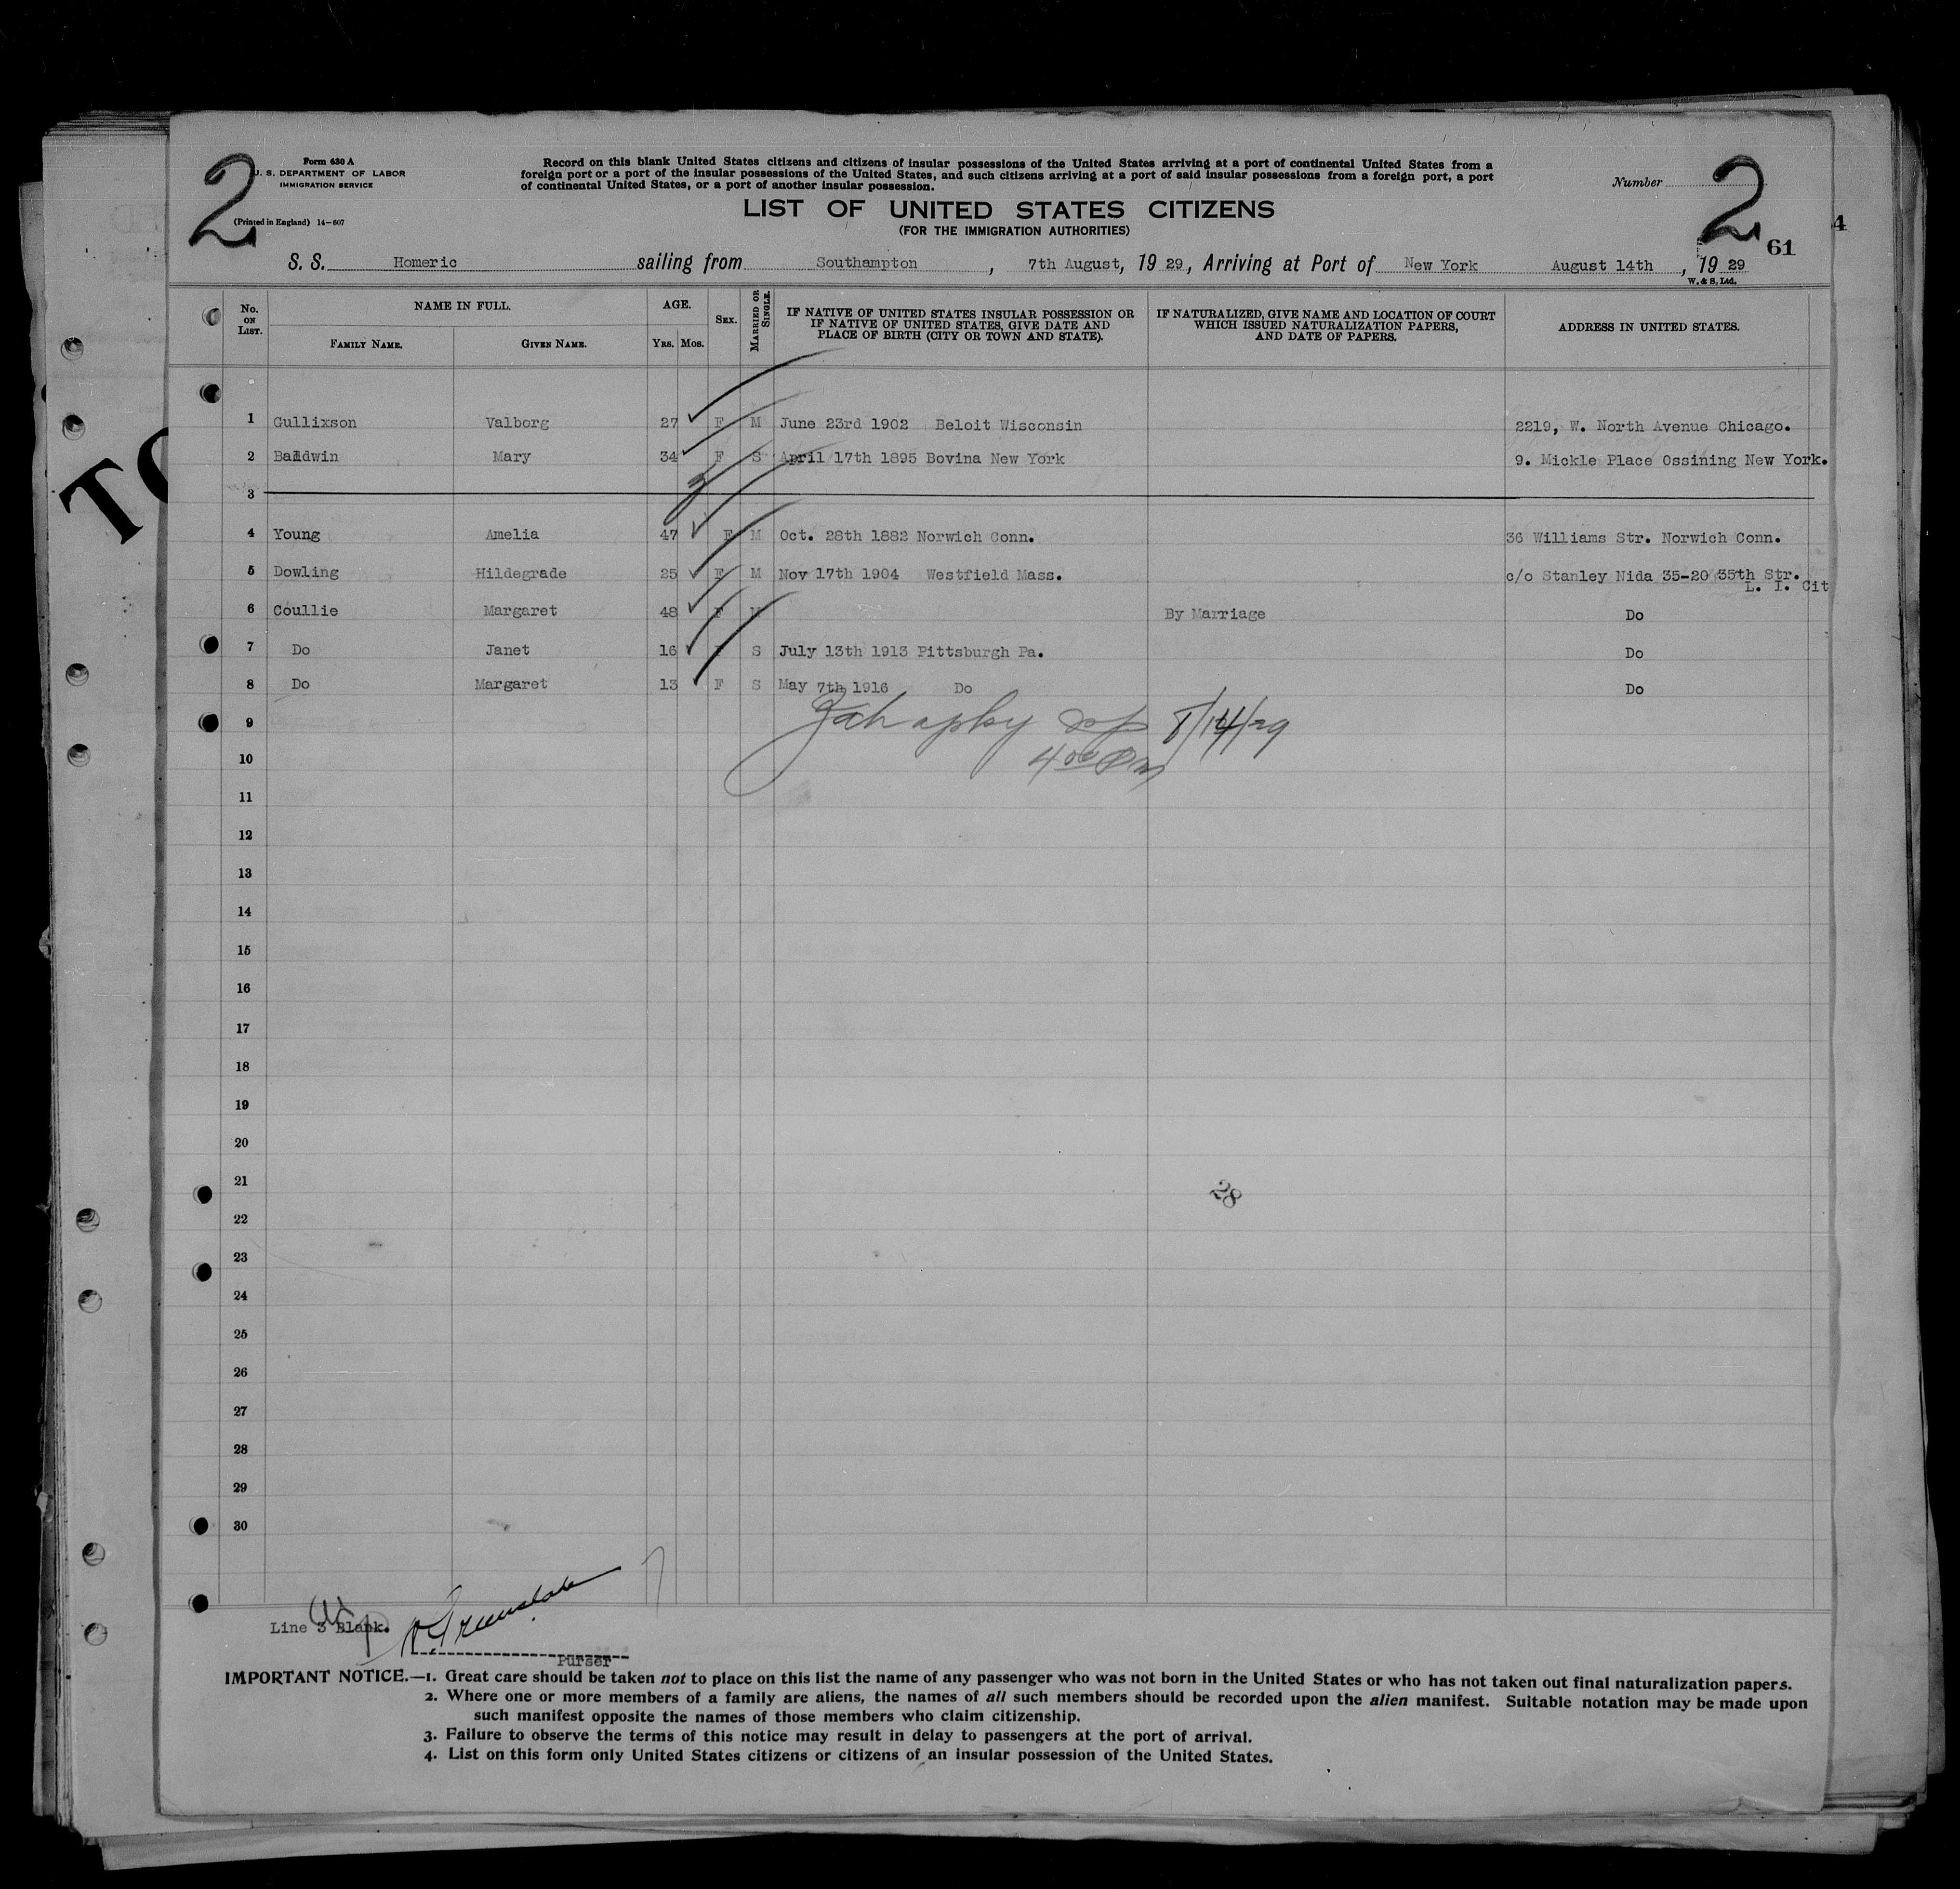 2
Form 630 A
U. S. DEPARTMENT OF LABOR
IMMIGRATION SERVICE
(Printed in England) 14—607
Record on this blank United States citizens and citizens of insular possessions of the United States arriving at a port of continental United States from a
foreign port or a port of the insular possessions of the United States, and such citizens arriving at a port of said insular possessions from a foreign port, a port
of continental United States, or a port of another insular possession.
Number 2
61
4
LIST OF UNITED STATES CITIZENS
(FOR THE IMMIGRATION AUTHORITIES)
S. S. Homeric sailing from Southampton , 7th August, 19 29, Arriving at Port of New York August 14th , 19 29
W. & S, Ltd.
No. ON LIST. NAME IN FULL. AGE. SEX. MARRIED OR SINGLE. IF NATIVE OF UNITED STATES INSULAR POSSESSION OR IF NATIVE OF UNITED STATES, GIVE DATE AND PLACE OF BIRTH (CITY OR TOWN AND STATE). IF NATURALIZED, GIVE NAME AND LOCATION OF COURT WHICH ISSUED NATURALIZATION PAPERS, AND DATE OF PAPERS. ADDRESS IN UNITED STATES.
FAMILY NAME. GIVEN NAME. YRS. MOS.
1 Gullixson Valborg 27 F M June 23rd 1902 Beloit Wisconsin 2219, W. North Avenue Chicago.
2 Baldwin Mary 34 F S April 17th 1895 Bovina New York 9. Mickle Place Ossining New York.
3
4 Young Amelia 47 F M Oct. 28th 1882 Norwich Conn. 36 Williams Str. Norwich Conn.
5 Dowling Hildegrade 25 F M Nov 17th 1904 Westfield Mass. c/o Stanley Nida 35-20 35th Str.
L. I. Cit
6 Coullie Margaret 48 F M By Marriage Do
7 Do Janet 16 F S July 13th 1913 Pittsburgh Pa. Do
8 Do Margaret 13 F S May 7th 1916 Do Do
9
8/14/29
10
4 00 Pm
11
12
13
14
15
16
17
18
19
20
21
28
22
23
24
25
26
27
28
29
30
Line 3 Blank.
Purser
IMPORTANT NOTICE.—1. Great care should be taken not to place on this list the name of any passenger who was not born in the United States or who has not taken out final naturalization papers.
2. Where one or more members of a family are aliens, the names of all such members should be recorded upon the alien manifest. Suitable notation may be made upon
such manifest opposite the names of those members who claim citizenship.
3. Failure to observe the terms of this notice may result in delay to passengers at the port of arrival.
4. List on this form only United States citizens or citizens of an insular possession of the United States.